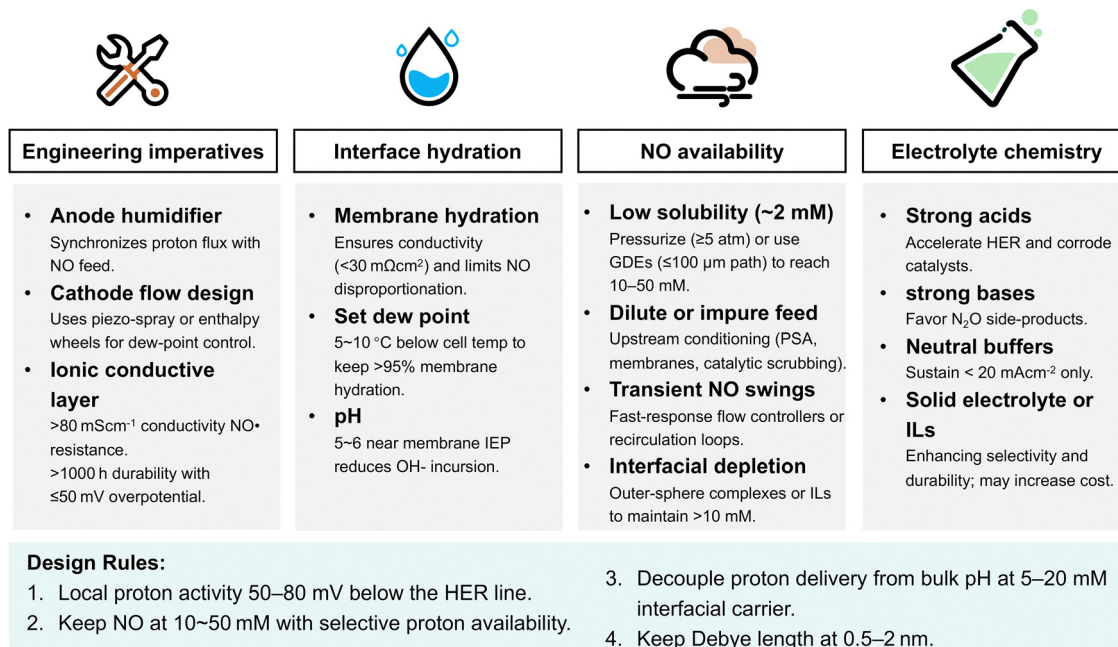 Engineering imperatives
• Anode humidifier
Synchronizes proton flux with
NO feed.
• Cathode flow design
Uses piezo-spray or enthalpy
wheels for dew-point control.
• Ionic conductive
layer
>80 mScm⁻¹ conductivity NO•
resistance.
>1000 h durability with
≤50 mV overpotential.
Interface hydration
• Membrane hydration
Ensures conductivity
(<30 mΩcm²) and limits NO
disproportionation.
• Set dew point
5~10 °C below cell temp to
keep >95% membrane
hydration.
• pH
5~6 near membrane IEP
reduces OH- incursion.
NO availability
• Low solubility (~2 mM)
Pressurize (≥5 atm) or use
GDEs (≤100 µm path) to reach
10–50 mM.
• Dilute or impure feed
Upstream conditioning (PSA,
membranes, catalytic scrubbing).
• Transient NO swings
Fast-response flow controllers or
recirculation loops.
• Interfacial depletion
Outer-sphere complexes or ILs
to maintain >10 mM.
Electrolyte chemistry
• Strong acids
Accelerate HER and corrode
catalysts.
• strong bases
Favor N₂O side-products.
• Neutral buffers
Sustain < 20 mAcm⁻² only.
• Solid electrolyte or
ILs
Enhancing selectivity and
durability; may increase cost.
Design Rules:
1. Local proton activity 50–80 mV below the HER line.
2. Keep NO at 10~50 mM with selective proton availability.
3. Decouple proton delivery from bulk pH at 5–20 mM
interfacial carrier.
4. Keep Debye length at 0.5–2 nm.